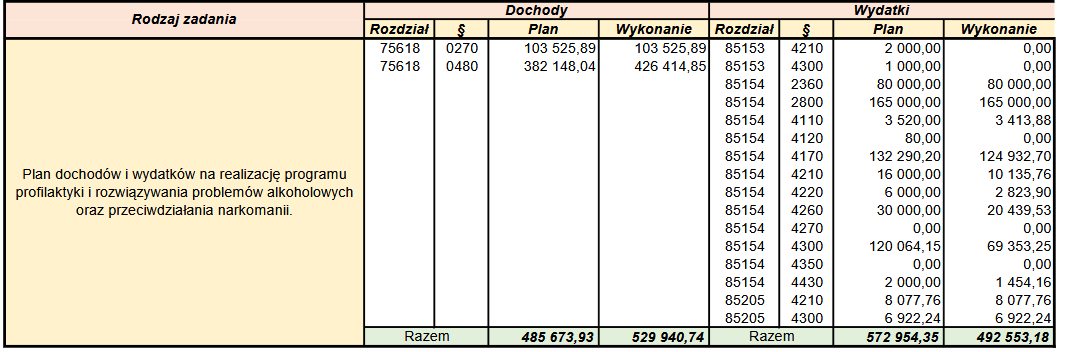 Rodzaj zadania Dochody Wydatki
Rozdział § Plan Wykonanie Rozdział § Plan Wykonanie
75618 0270 103 525,89 103 525,89 85153 4210 2 000,00 0,00
75618 0480 382 148,04 426 414,85 85153 4300 1 000,00 0,00
85154 2360 80 000,00 80 000,00
85154 2800 165 000,00 165 000,00
85154 4110 3 520,00 3 413,88
85154 4120 80,00 0,00
85154 4170 132 290,20 124 932,70
Plan dochodów i wydatków na realizację programu
profilaktyki i rozwiązywania problemów alkoholowych
oraz przeciwdziałania narkomanii.
85154 4210 16 000,00 10 135,76
85154 4220 6 000,00 2 823,90
85154 4260 30 000,00 20 439,53
85154 4270 0,00 0,00
85154 4300 120 064,15 69 353,25
85154 4350 0,00 0,00
85154 4430 2 000,00 1 454,16
85205 4210 8 077,76 8 077,76
85205 4300 6 922,24 6 922,24
Razem 485 673,93 529 940,74 Razem 572 954,35 492 553,18